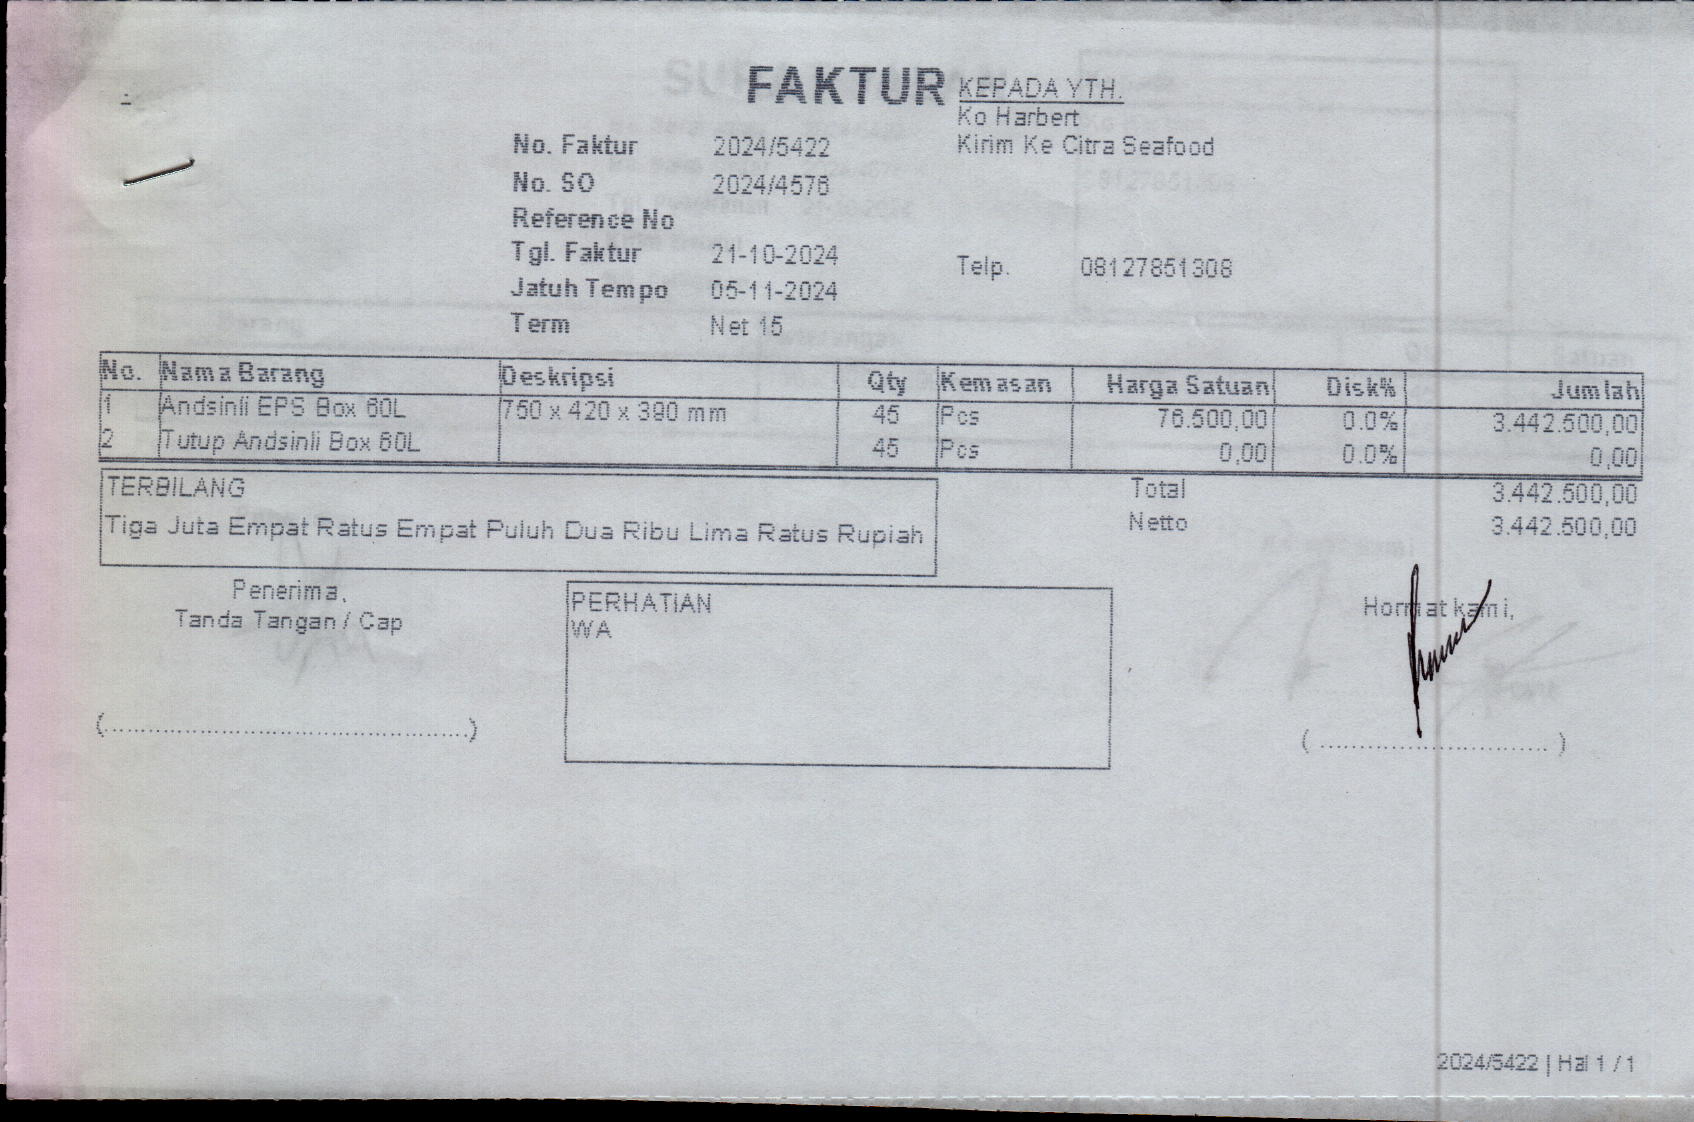 FAKTUR
KEPADA YTH.
Ko Harbert
Kirim Ke Citra Seafood
No. Faktur 2024/5422
No. SO 2024/4576
Reference No
Tgl. Faktur 21-10-2024
Telp. 08127851308
Jatuh Tempo 05-11-2024
Term Net 15
No. Nama Barang Deskripsi Qty Kemasan Harga Satuan Disk% Jumlah
1 Andsinli EPS Box 60L 750 x 420 x 390 mm 45 Pcs 76.500,00 0.0% 3.442.500,00
2 Tutup Andsinli Box 60L 45 Pcs 0,00 0.0% 0,00
TERBILANG
Tiga Juta Empat Ratus Empat Puluh Dua Ribu Lima Ratus Rupiah
Total 3.442.500,00
Netto 3.442.500,00
Penerima,
Tanda Tangan / Cap
(..............................................)
PERHATIAN
WA
Hormat kami,
( ............................. )
2024/5422 | Hal 1 / 1